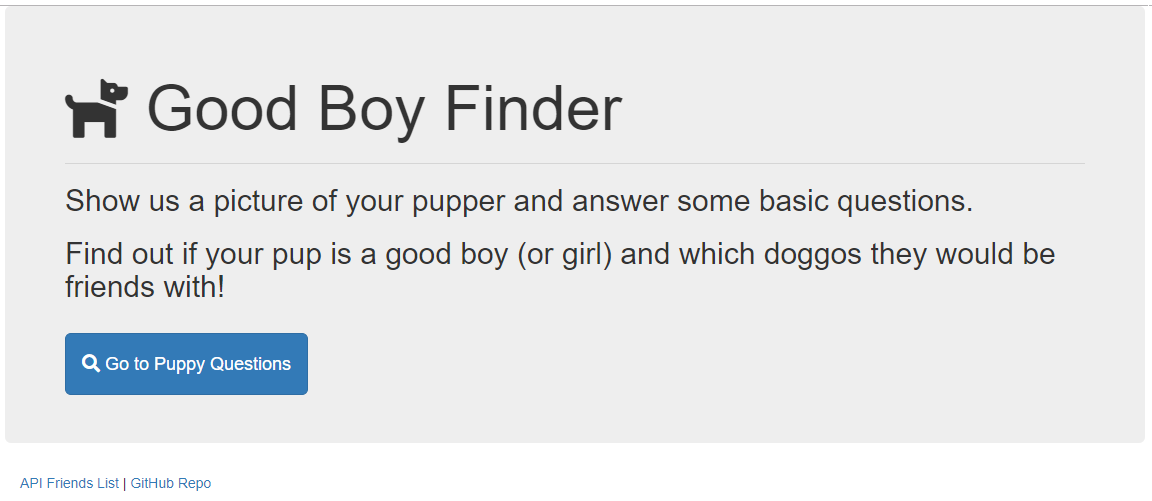 Good Boy Finder
Show us a picture of your pupper and answer some basic questions.
Find out if your pup is a good boy (or girl) and which doggos they would be
friends with!
Go to Puppy Questions
API Friends List | GitHub Repo